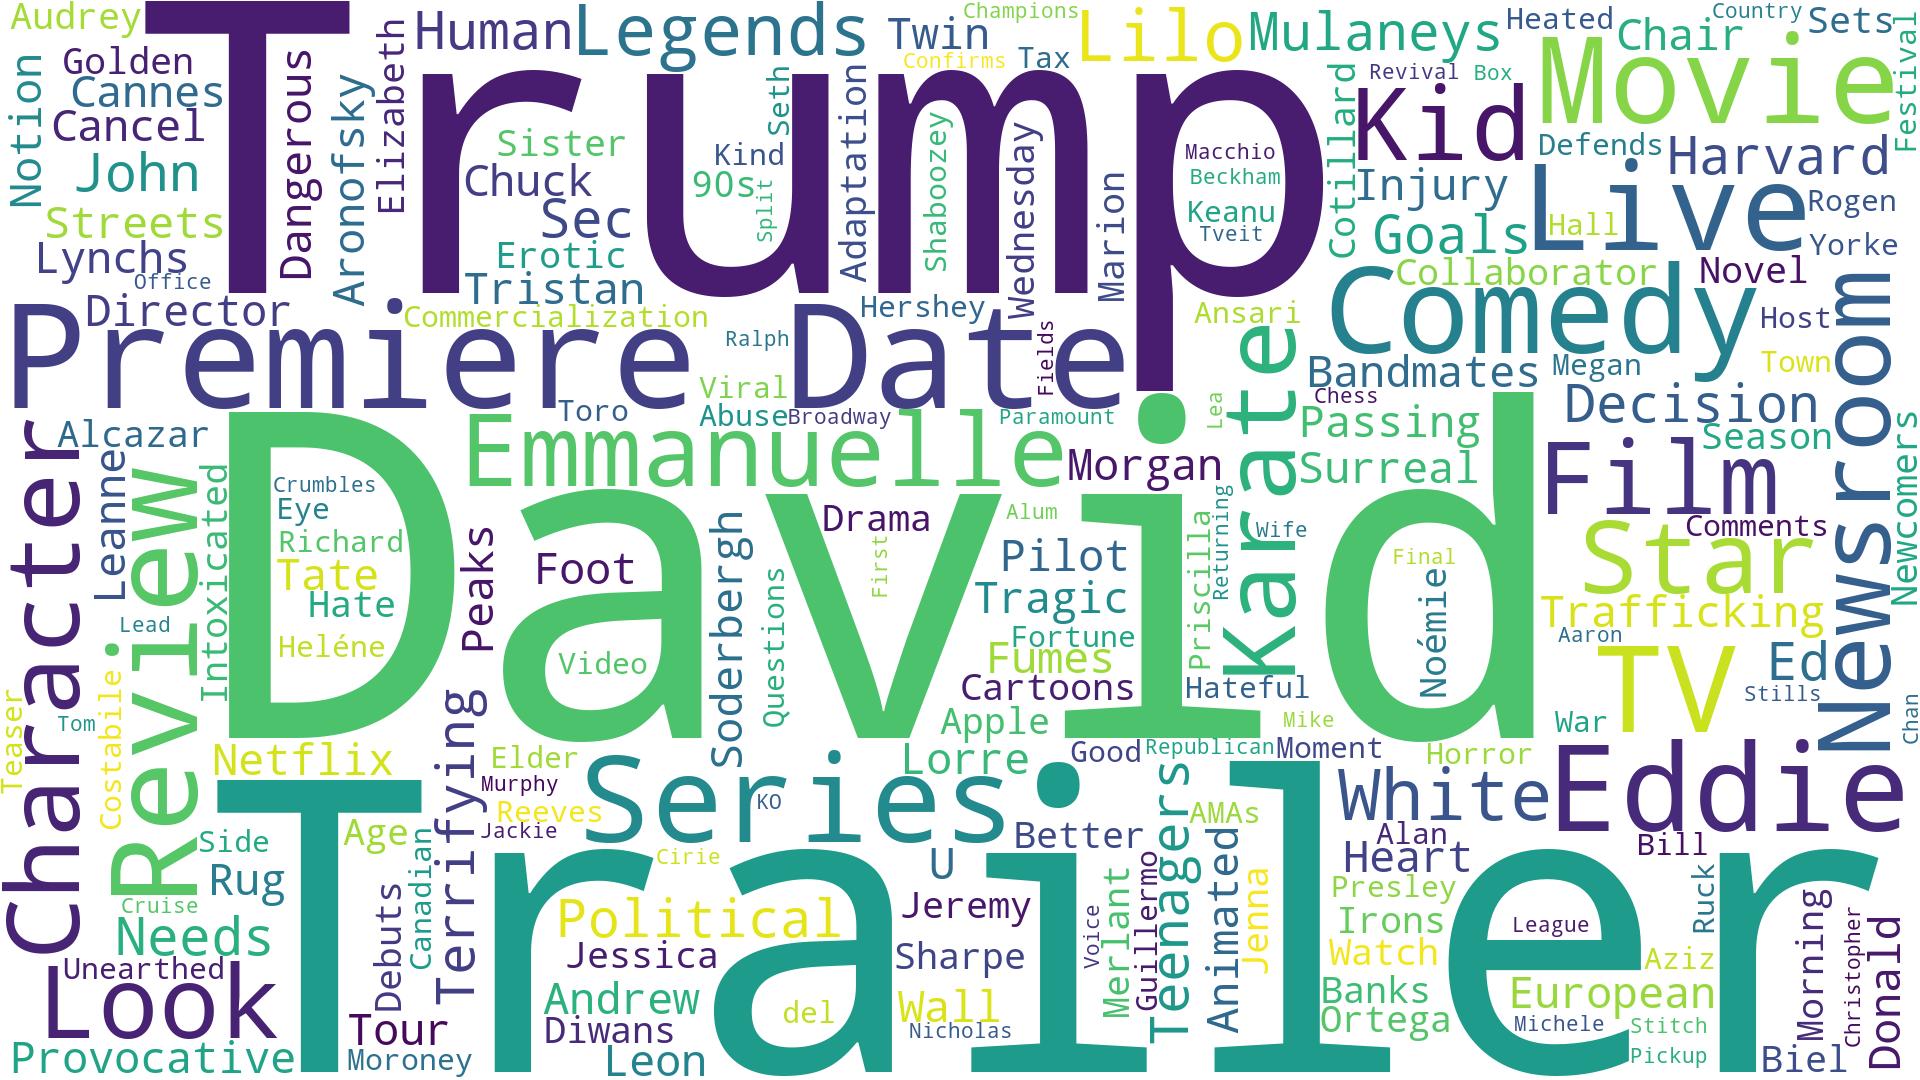 Trump
David
Trailer
Premiere Date
Audrey
Golden
Cannes
Cancel
Notion
John
Streets
Lynchs
Office
Director
Dangerous
Aronofsky
Elizabeth
Human
Legends
Sister
Chuck
Sec
Erotic
Tristan
Commercialization
Kind
90s
Split
Seth
Twin
Champions
Confirms
Tax
Adaptation
Shaboozey
Wednesday
Marion
Hershey
Ralph
Fields
Lilo
Mulaneys
Macchio
Beckham
Keanu
Tveit
Ansari
Cotillard
Revival
Box
Kid
Injury
Goals
Collaborator
Heated
Chair
Country
Sets
Movie
Festival
Defends
Harvard
Live
Hall
Rogen
Yorke
Novel
Comedy
Host
Town
Megan
Bandmates
Chess
Decision
Season
Newsroom
Newcomers
Karate
Passing
Surreal
Film
Comments
Star
Trafficking
Aaron
TV
Ed
Stills
War
Chan
Character
Alcazar
Leanne
Review
Intoxicated
Lead
Costabile
Tom
Teaser
Crumbles
Eye
Richard
Tate
Hate
Heléne
Peaks
Toro
Viral
Abuse
Broadway
Emmanuelle
Paramount
Lea
Morgan
Foot
Video
Soderbergh
Questions
Drama
First
Alum
Pilot
Tragic
Fortune
Fumes
Cartoons
Apple
Lorre
Priscilla
Returning
Wife
Hateful
Mike
Final
Noémie
Good
Republican
Moment
Horror
Netflix
Terrifying
Elder
Murphy
Reeves
Jackie
KO
Series
Side
Age
Rug
Cruise
Needs
Unearthed
Look
Provocative
Debuts
Canadian
Tour
Moroney
Cirie
Political
Jessica
Andrew
Diwans
Leon
del
U
Better
Jeremy
Sharpe
Wall
Nicholas
Voice
Merlant
Guillermo
Teenagers
AMAs
Animated
Jenna
White
Alan
Heart
Presley
Irons
Watch
Banks
Ortega
Eddie
Bill
Ruck
League
Aziz
European
Michele
Stitch
Pickup
Morning
Christopher
Donald
Biel